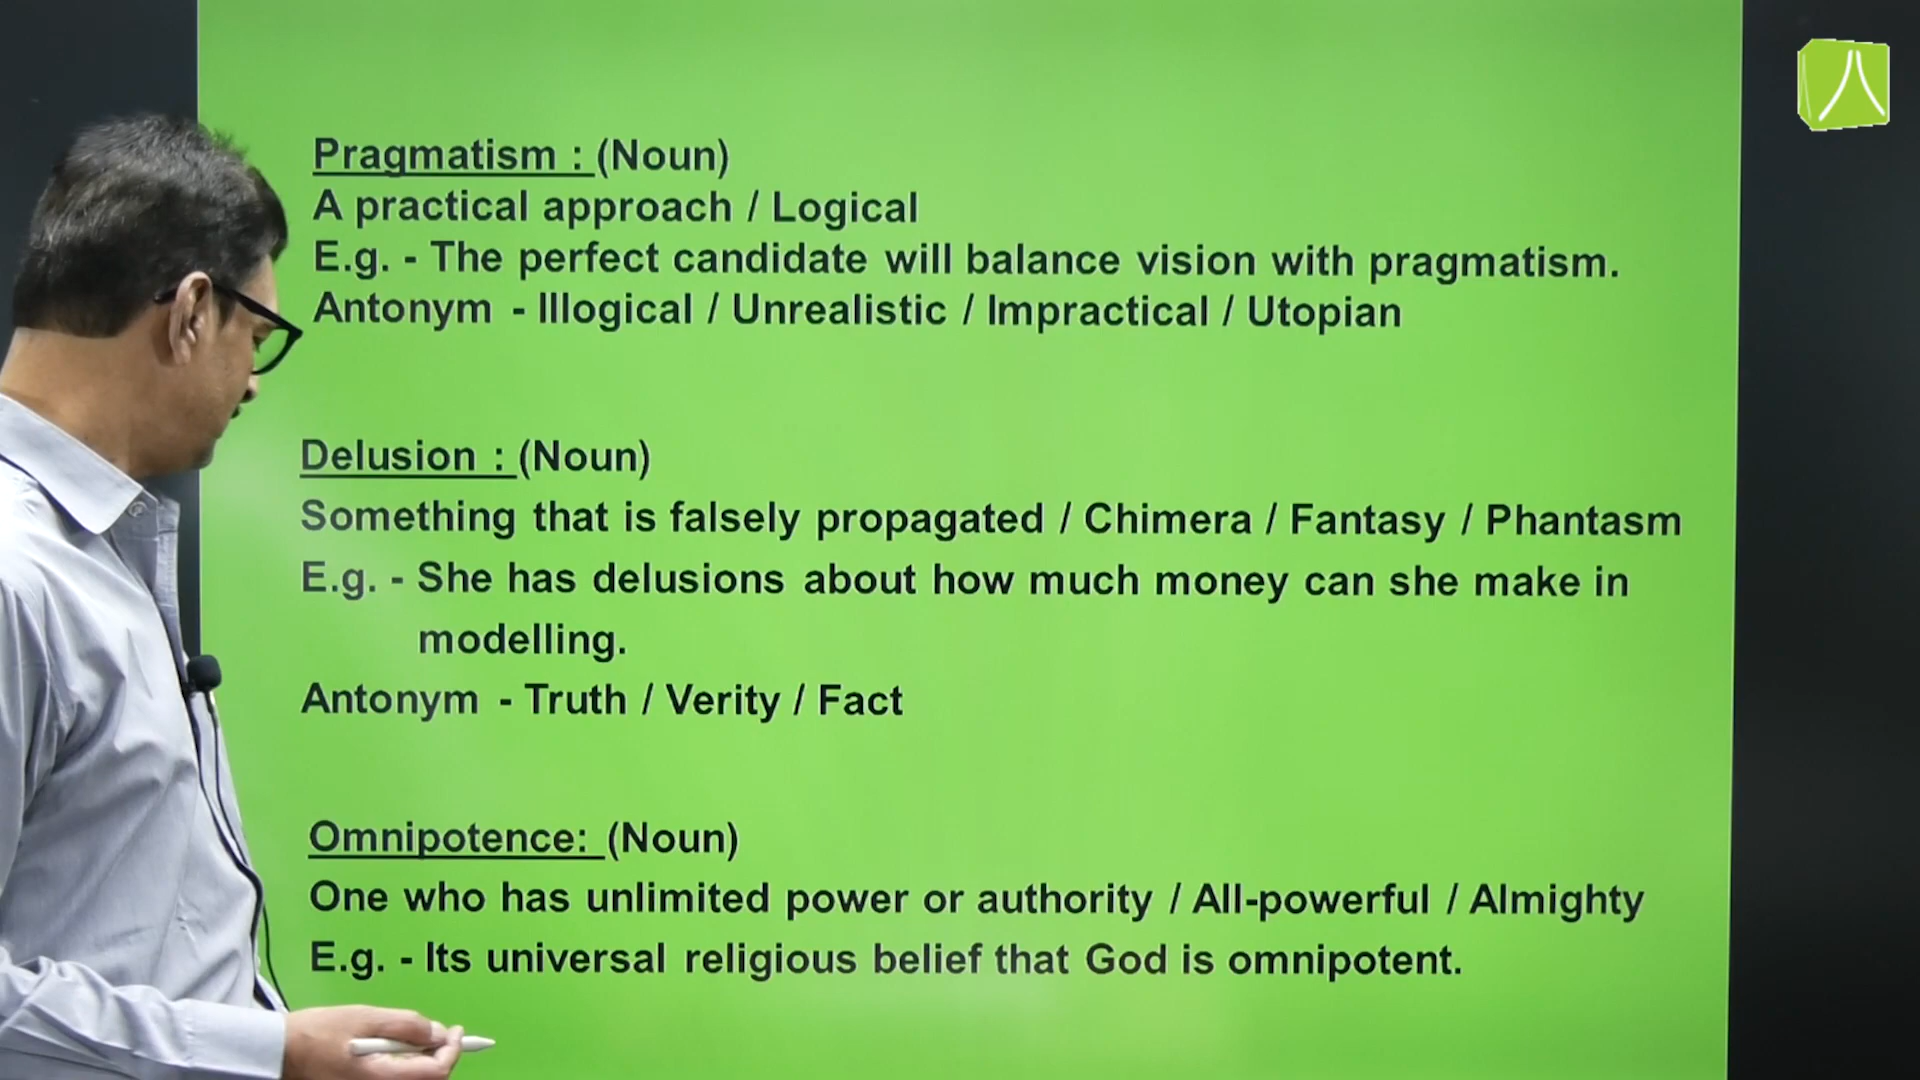 Pragmatism : (Noun)
A practical approach / Logical
E.g. - The perfect candidate will balance vision with pragmatism.
Antonym - Illogical / Unrealistic / Impractical / Utopian
Delusion : (Noun)
Something that is falsely propagated / Chimera / Fantasy / Phantasm
E.g. - She has delusions about how much money can she make in
modelling.
Antonym - Truth / Verity / Fact
Omnipotence: (Noun)
One who has unlimited power or authority / All-powerful / Almighty
E.g. - Its universal religious belief that God is omnipotent.